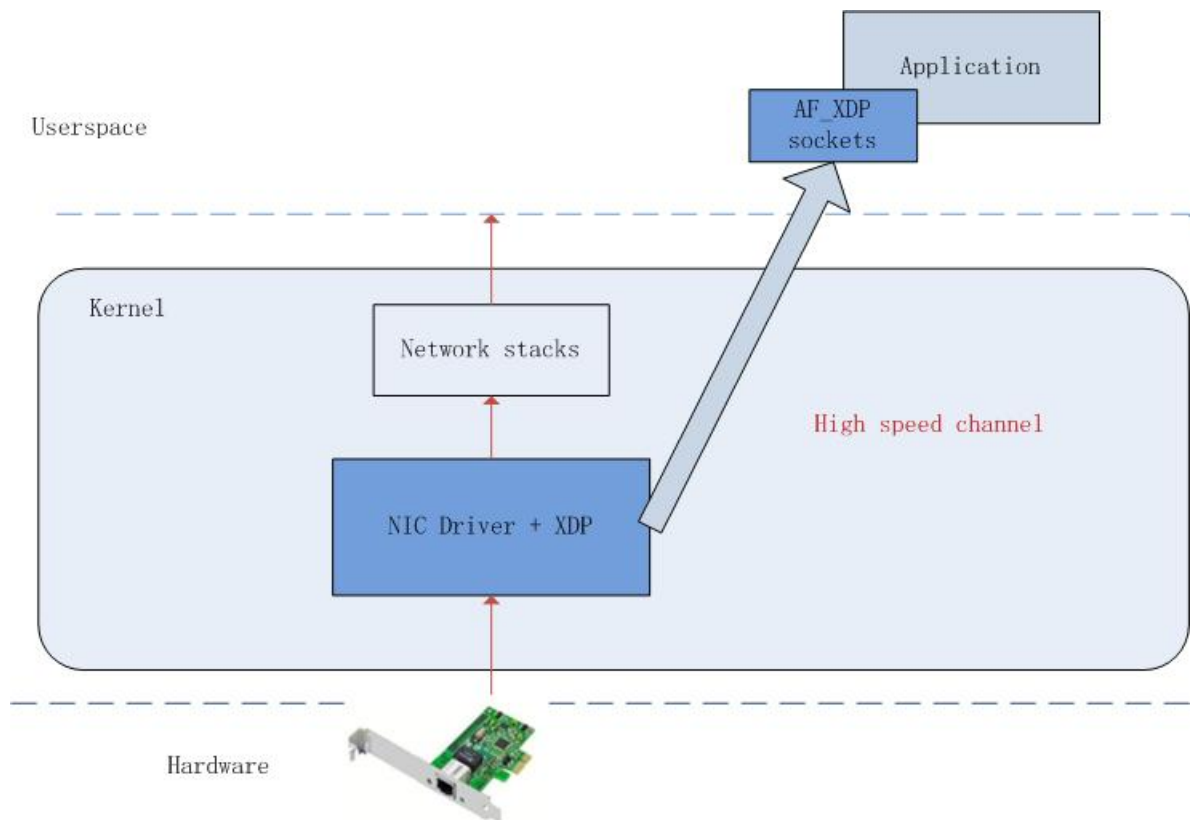 Application
AF_XDP
sockets
Userspace
Kernel
Network stacks
High speed channel
NIC Driver + XDP
Hardware